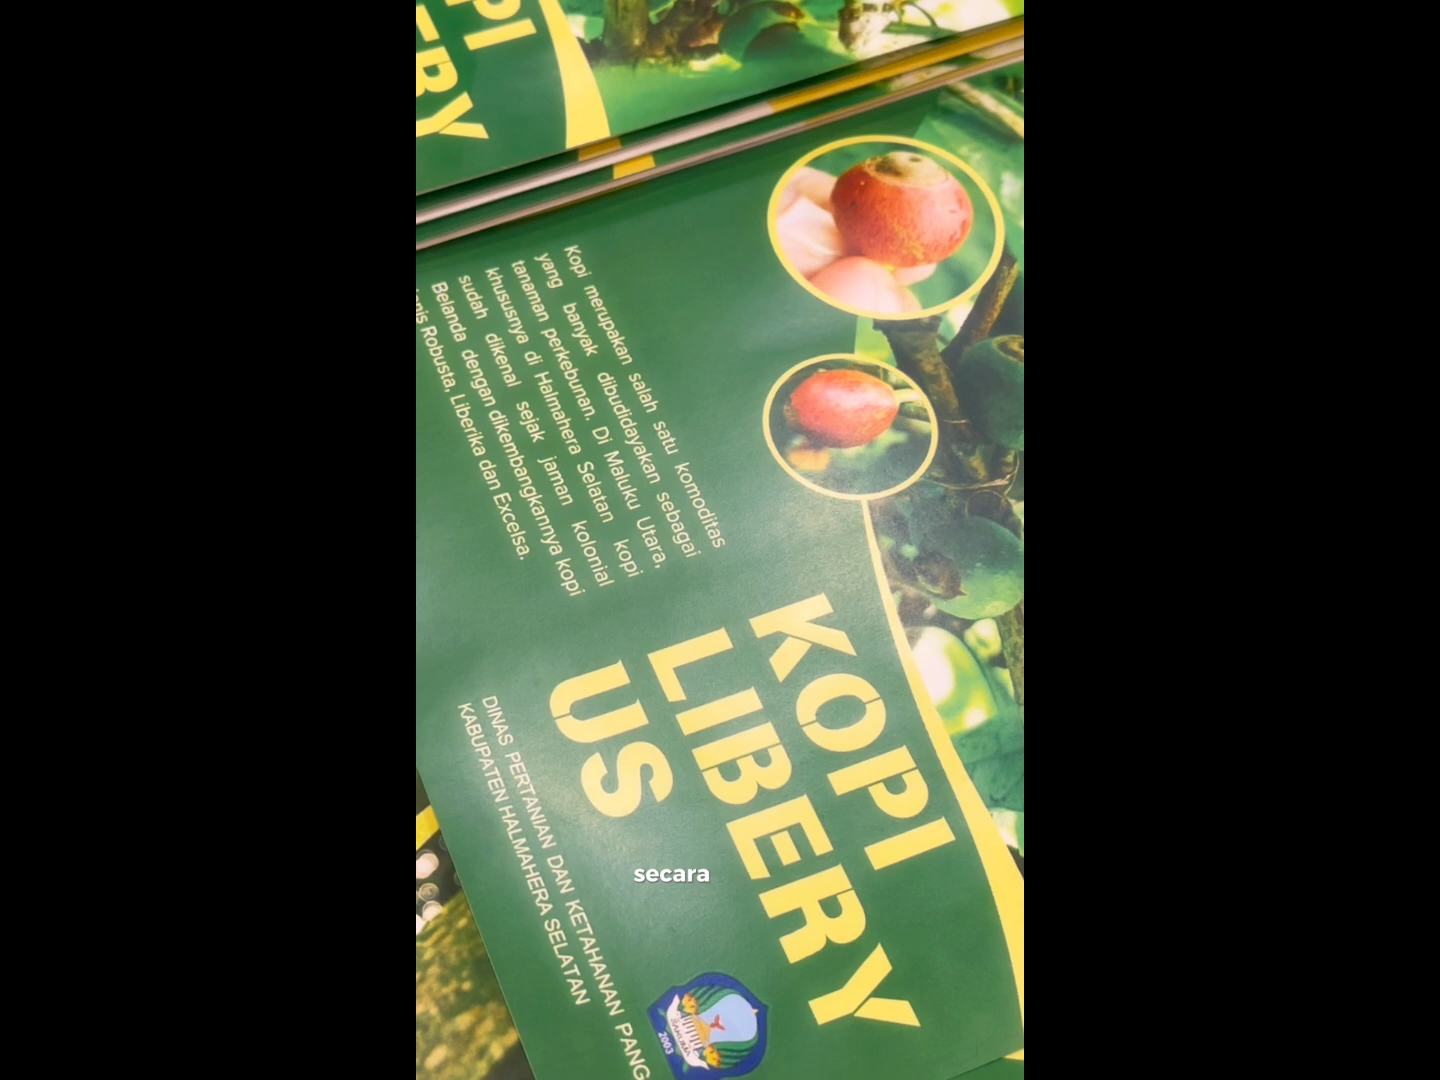 OPI
ERY
Kopi merupakan salah satu komoditas
yang banyak dibudidayakan sebagai
tanaman perkebunan. Di Maluku Utara,
khususnya di Halmahera Selatan kopi
sudah dikenal sejak jaman kolonial
Belanda dengan dikembangkannya kopi
Robusta, Liberika dan Excelsa.
KOPI
LIBERY
US
DINAS PERTANIAN DAN KETAHANAN PANG
KABUPATEN HALMAHERA SELATAN
2003
secara